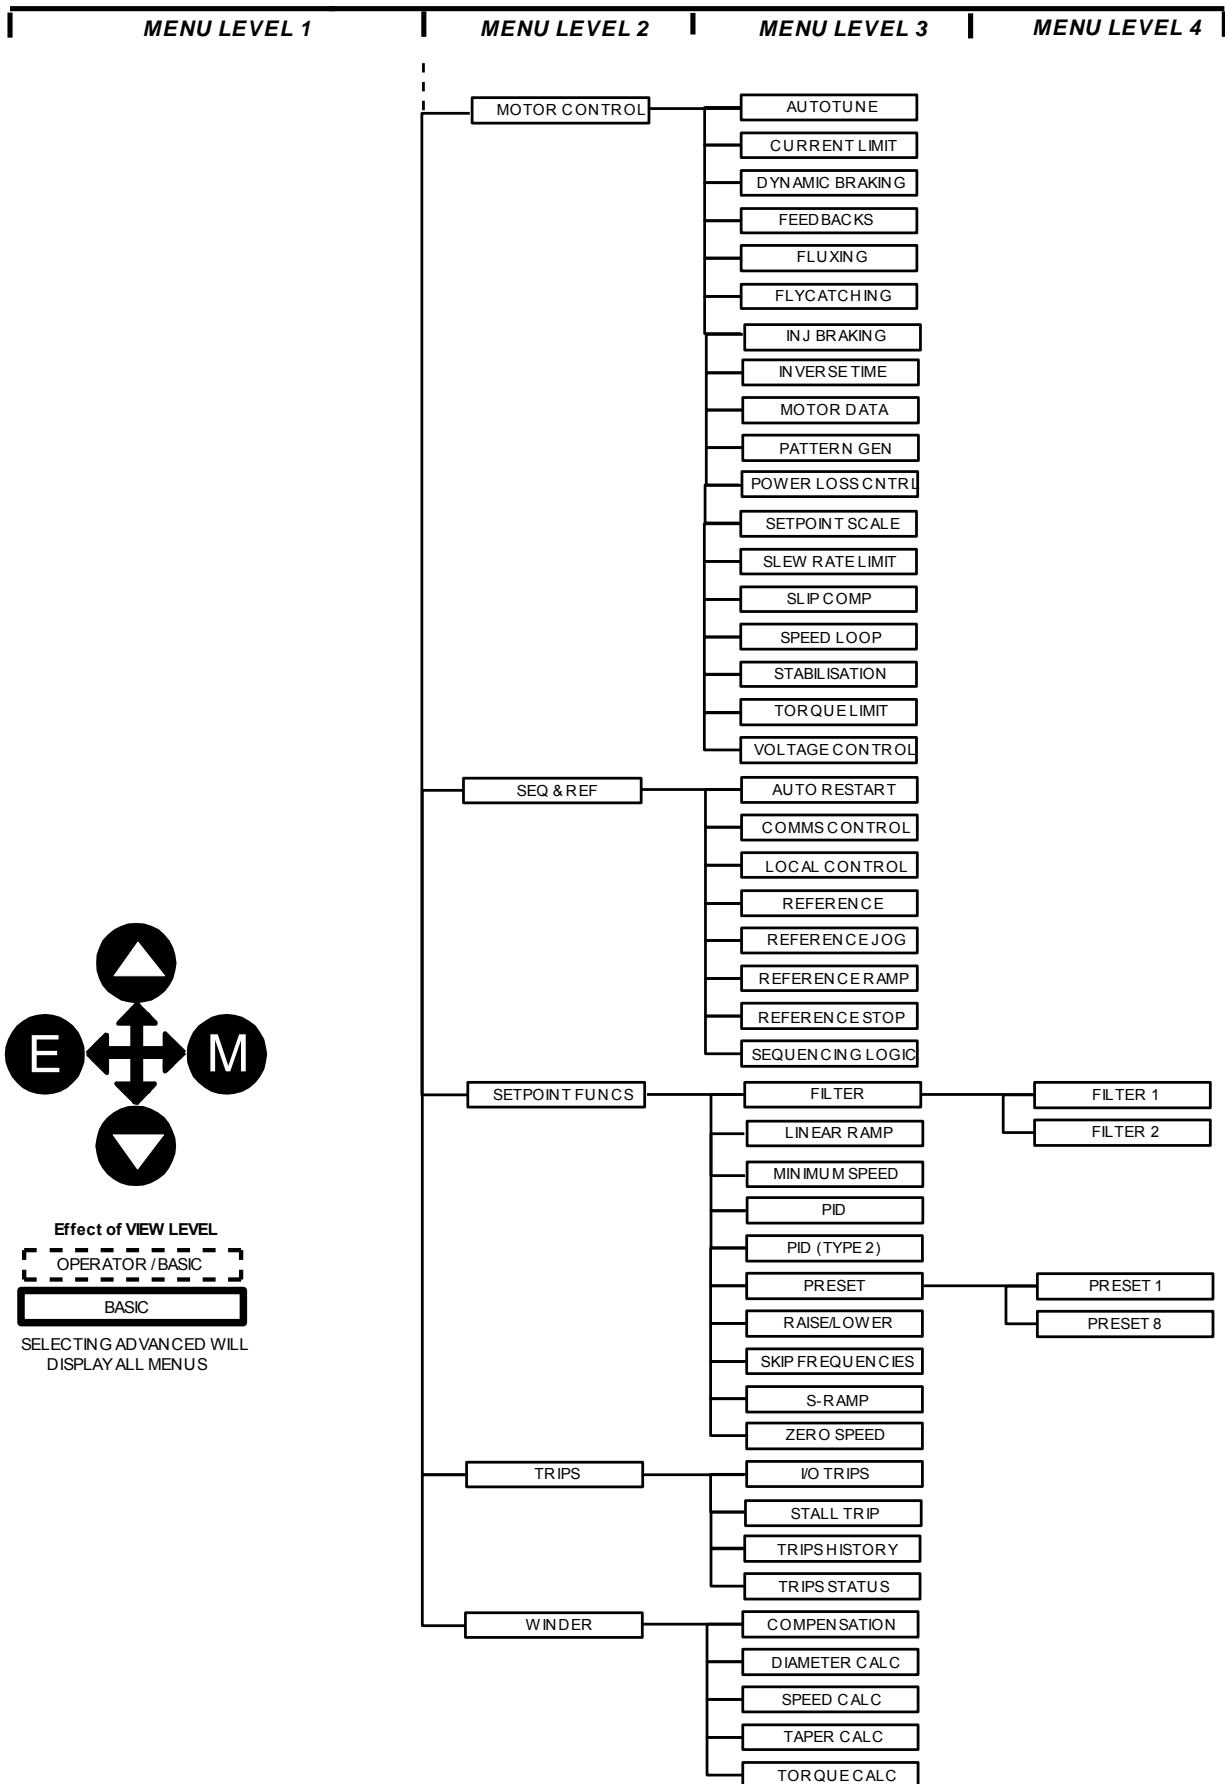 MENU LEVEL 1 MENU LEVEL 2 MENU LEVEL 3 MENU LEVEL 4
MOTOR CONTROL
AUTOTUNE
CURRENT LIMIT
DYNAMIC BRAKING
FEEDBACKS
FLUXING
FLYCATCHING
INJ BRAKING
INVERSE TIME
MOTOR DATA
PATTERN GEN
POWER LOSS CNTRL
SETPOINT SCALE
SLEW RATE LIMIT
SLIP COMP
SPEED LOOP
STABILISATION
TORQUE LIMIT
VOLTAGE CONTROL
SEQ & REF
AUTO RESTART
COMMS CONTROL
LOCAL CONTROL
REFERENCE
REFERENCE JOG
REFERENCE RAMP
REFERENCE STOP
SEQUENCING LOGIC
SETPOINT FUNCS
FILTER
FILTER 1
FILTER 2
LINEAR RAMP
MINIMUM SPEED
PID
PID (TYPE 2)
PRESET
PRESET 1
PRESET 8
RAISE/LOWER
SKIP FREQUENCIES
S-RAMP
ZERO SPEED
TRIPS
I/O TRIPS
STALL TRIP
TRIPS HISTORY
TRIPS STATUS
WINDER
COMPENSATION
DIAMETER CALC
SPEED CALC
TAPER CALC
TORQUE CALC
E M
Effect of VIEW LEVEL
OPERATOR / BASIC
BASIC
SELECTING ADVANCED WILL
DISPLAY ALL MENUS